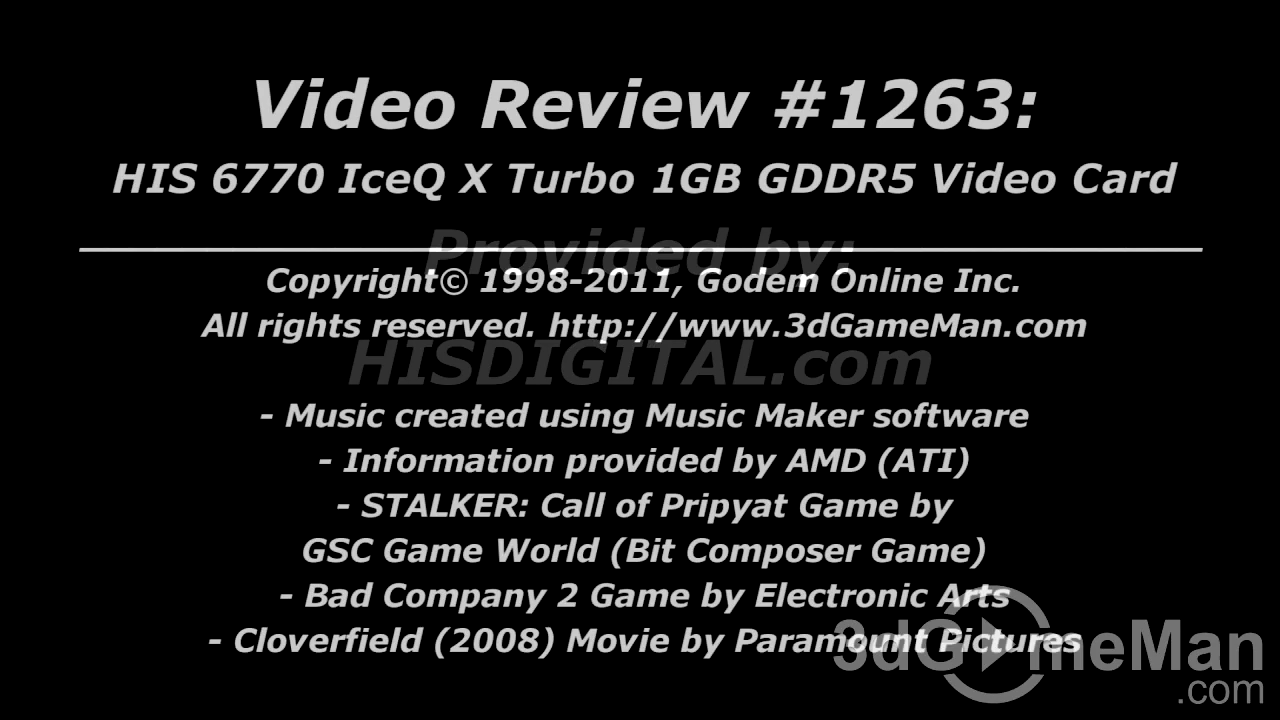 Video Review #1263:
HIS 6770 IceQ X Turbo 1GB GDDR5 Video Card
Provided by:
Copyright© 1998-2011, Godem Online Inc.
All rights reserved. http://www.3dGameMan.com
HISDIGITAL.com
- Music created using Music Maker software
- Information provided by AMD (ATI)
- STALKER: Call of Pripyat Game by
GSC Game World (Bit Composer Game)
- Bad Company 2 Game by Electronic Arts
- Cloverfield (2008) Movie by Paramount Pictures
3dGameMan
.com